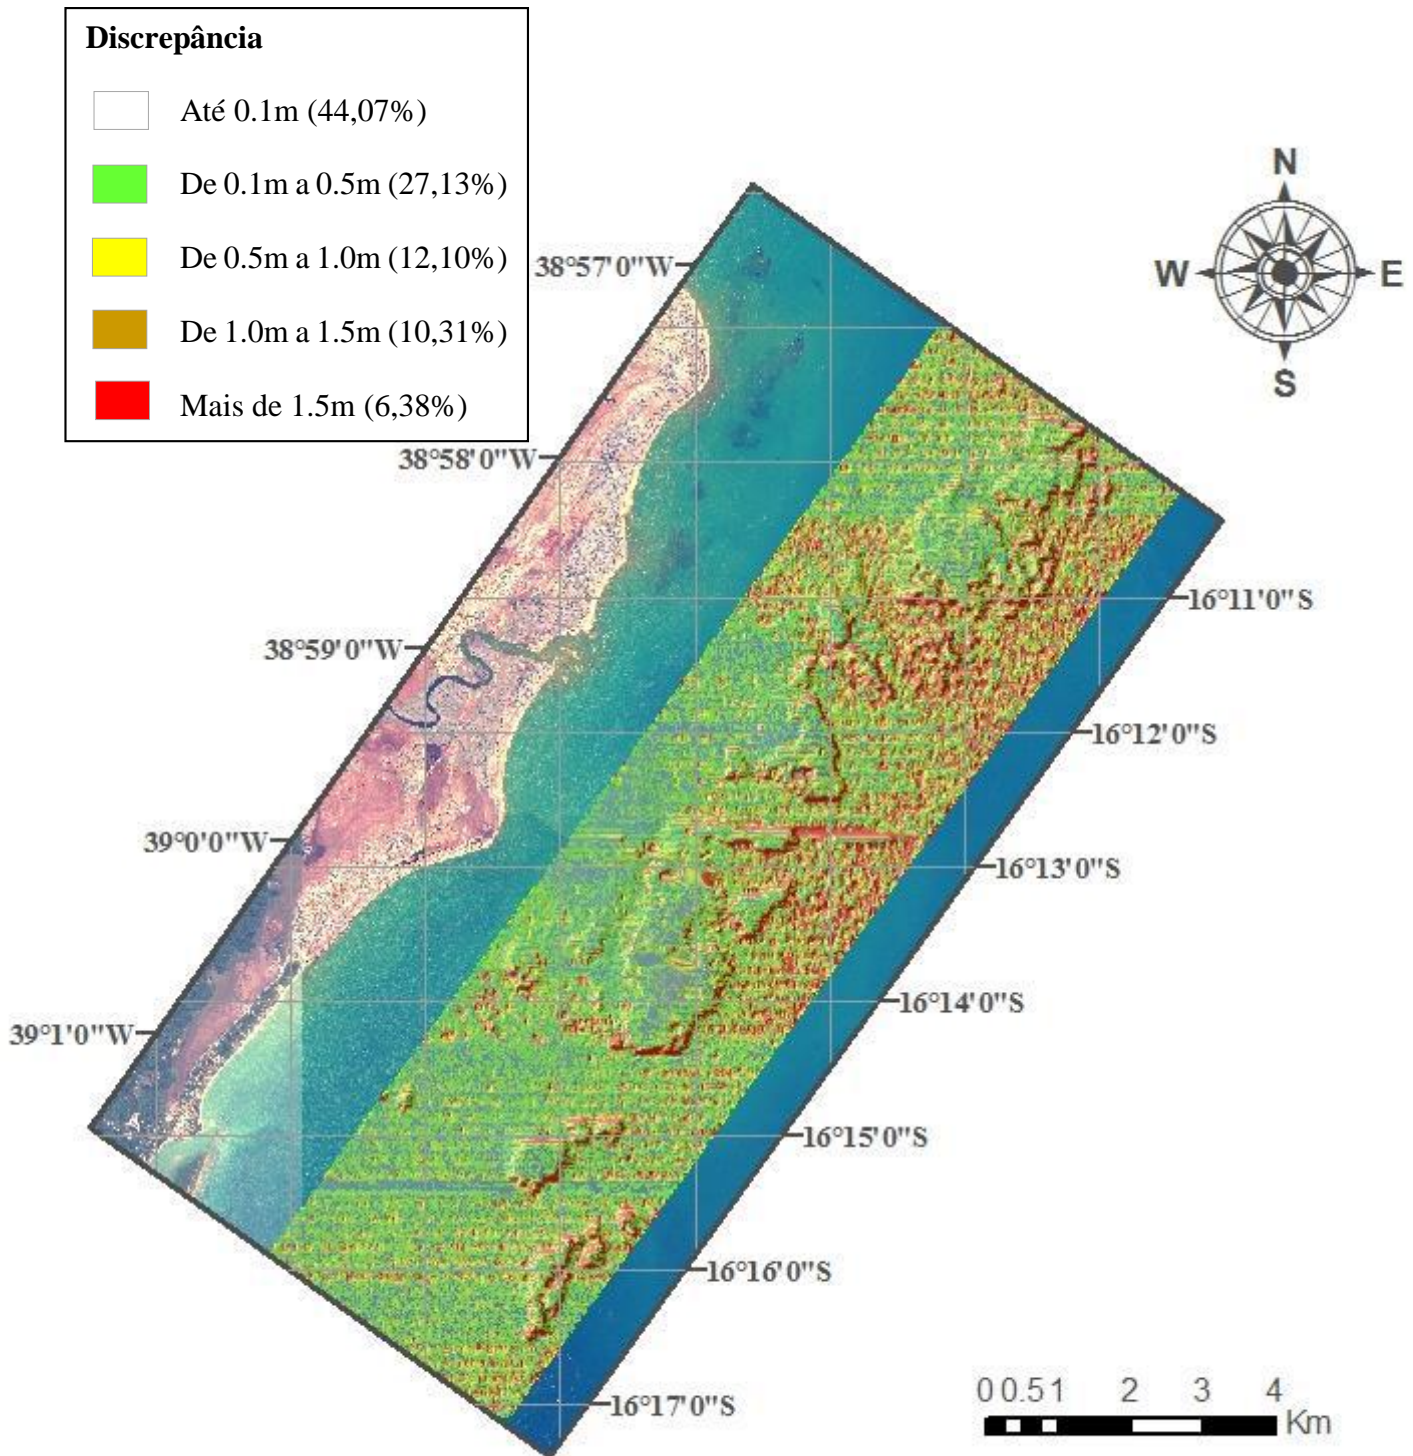 Discrepância
Até 0.1m (44,07%)
De 0.1m a 0.5m (27,13%)
De 0.5m a 1.0m (12,10%)
De 1.0m a 1.5m (10,31%)
Mais de 1.5m (6,38%)
N
W
E
S
38°57'0"W
38°58'0"W
38°59'0"W
39°0'0"W
39°1'0"W
16°11'0"S
16°12'0"S
16°13'0"S
16°14'0"S
16°15'0"S
16°16'0"S
16°17'0"S
0 0.5 1 2 3 4
Km